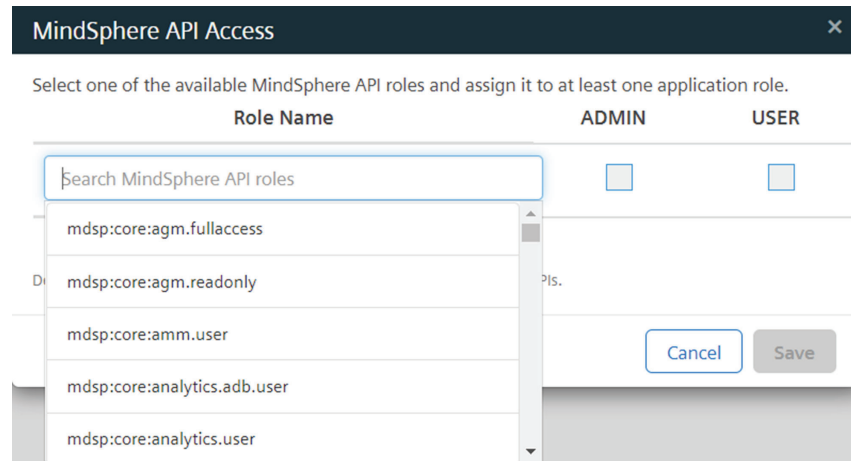 MindSphere API Access
Select one of the available MindSphere API roles and assign it to at least one application role.
Role Name ADMIN USER
Search MindSphere API roles
mdsp:core:agm.fullaccess
mdsp:core:agm.readonly
PIs.
mdsp:core:amm.user
Cancel Save
mdsp:core:analytics.adb.user
mdsp:core:analytics.user